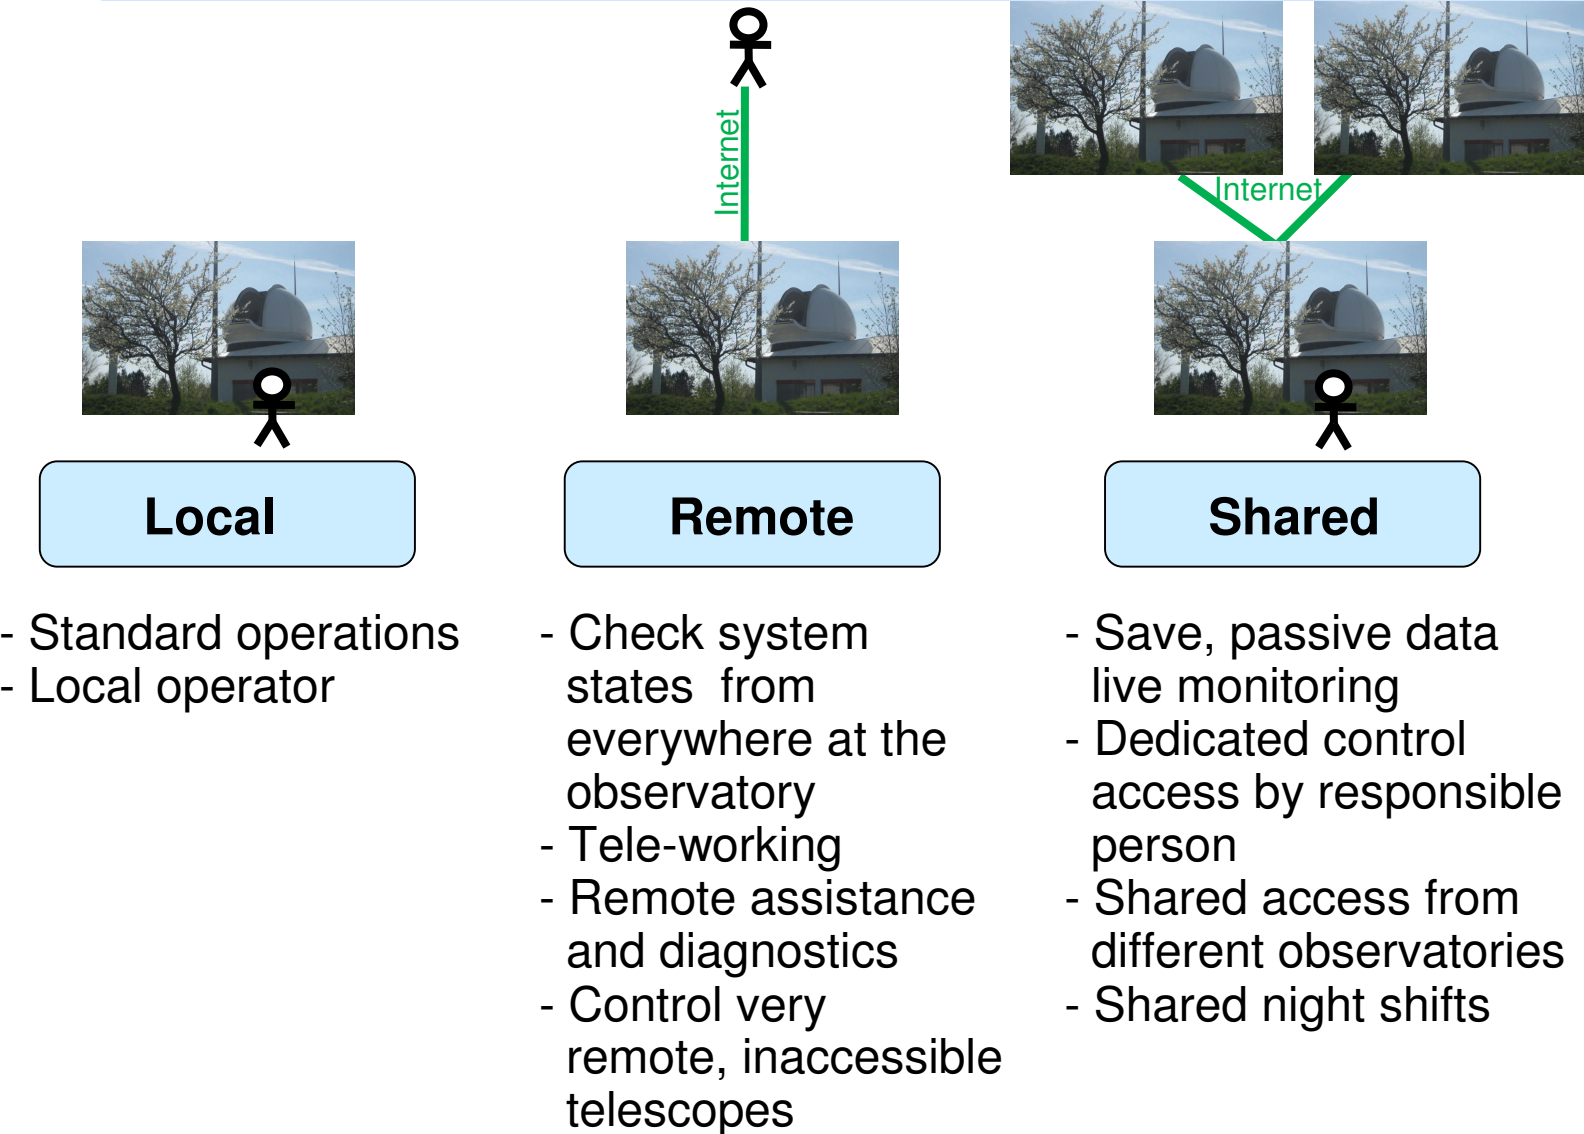 Internet
Internet
Local
- Standard operations
- Local operator
Remote
- Check system
states from
everywhere at the
observatory
- Tele-working
- Remote assistance
and diagnostics
- Control very
remote, inaccessible
telescopes
Shared
- Save, passive data
live monitoring
- Dedicated control
access by responsible
person
- Shared access from
different observatories
- Shared night shifts